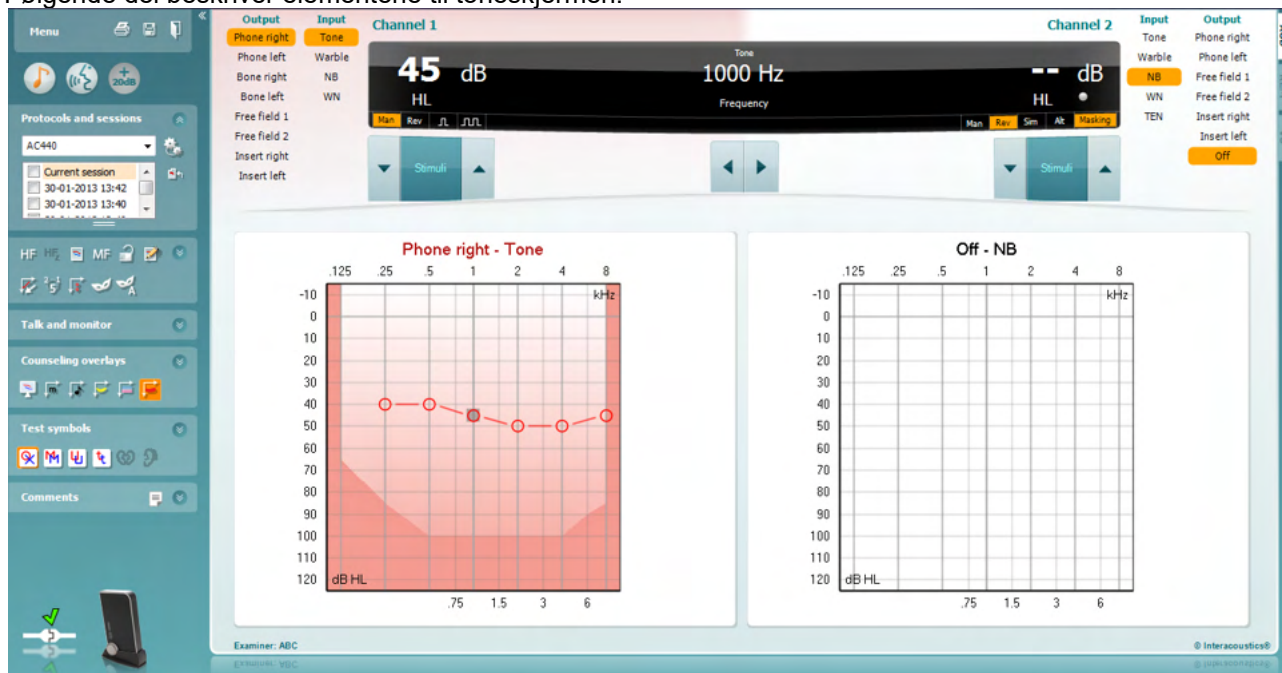 følgende del beskriver elementene til toneskjermen.
Menu
20dB
Protocols and sessions
AC440
Current session
30-01-2013 13:42
30-01-2013 13:40
HF HF2 MF
Talk and monitor
Counseling overlays
Test symbols
Comments
Output Input
Phone right Tone
Phone left Warble
Bone right NB
Bone left WN
Free field 1
Free field 2
Insert right
Insert left
Channel 1
Channel 2
45 dB
HL
Tone
1000 Hz
Frequency
-- dB
HL
Man Rev
Man Rev Sim Alt Masking
Stimuli
Stimuli
Input Output
Tone Phone right
Warble Phone left
NB Free field 1
WN Free field 2
TEN Insert right
Insert left
Off
Phone right - Tone
.125 .25 .5 1 2 4 8
kHz
-10
0
10
20
30
40
50
60
70
80
90
100
110
120 dB HL
.75 1.5 3 6
Off - NB
.125 .25 .5 1 2 4 8
kHz
-10
0
10
20
30
40
50
60
70
80
90
100
110
120 dB HL
.75 1.5 3 6
Examiner: ABC
© Interacoustics®